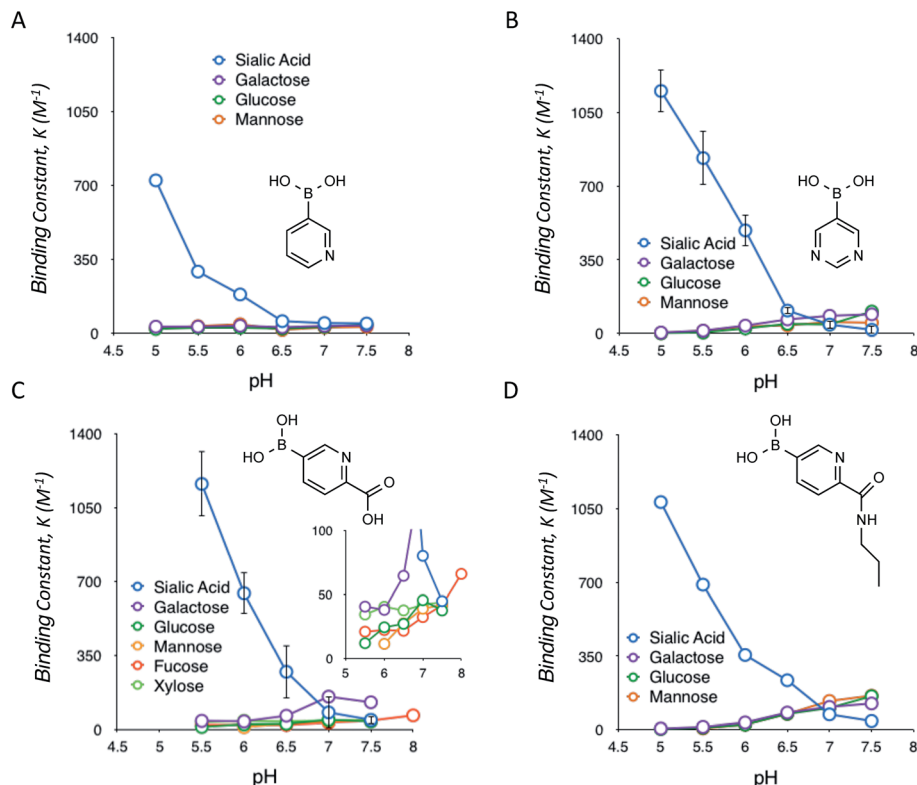 A
Binding Constant, K (M-1)
1400
1050
700
350
0
4.5 5 5.5 6 6.5 7 7.5 8
pH
Sialic Acid
Galactose
Glucose
Mannose
HO OH
B
N
B
Binding Constant, K (M-1)
1400
1050
700
350
0
4.5 5 5.5 6 6.5 7 7.5 8
pH
Sialic Acid
Galactose
Glucose
Mannose
HO OH
B
N N
C
Binding Constant, K (M-1)
1400
1050
700
350
0
4.5 5 5.5 6 6.5 7 7.5 8
pH
Sialic Acid
Galactose
Glucose
Mannose
Fucose
Xylose
OH
B
HO
N
O
OH
100
50
0
5 6 7 8
D
Binding Constant, K (M-1)
1400
1050
700
350
0
4.5 5 5.5 6 6.5 7 7.5 8
pH
Sialic Acid
Galactose
Glucose
Mannose
OH
B
HO
N
O
NH